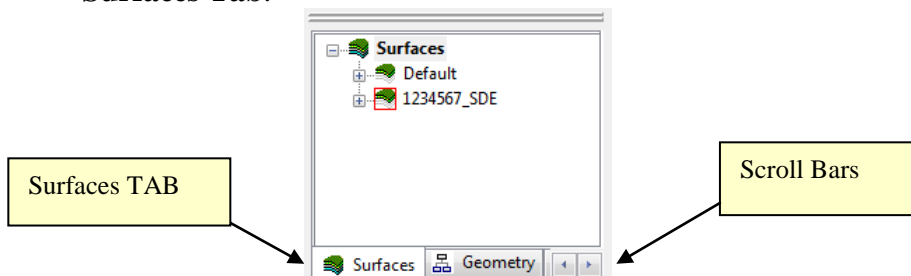 Surfaces Tab.
Surfaces
Default
1234567_SDE
Surfaces TAB
Scroll Bars
Surfaces
Geometry